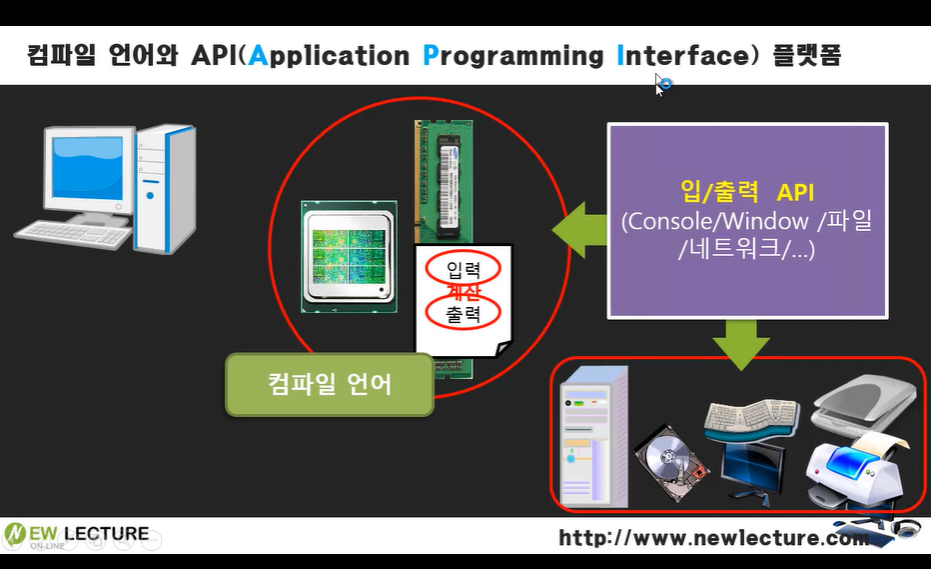 컴파일 언어와 API(Application Programming Interface) 플랫폼
입/출력 API
(Console/Window /파일
/네트워크/...)
입력
계산
출력
컴파일 언어
NEW LECTURE
ON-LINE
http://www.newlecture.com